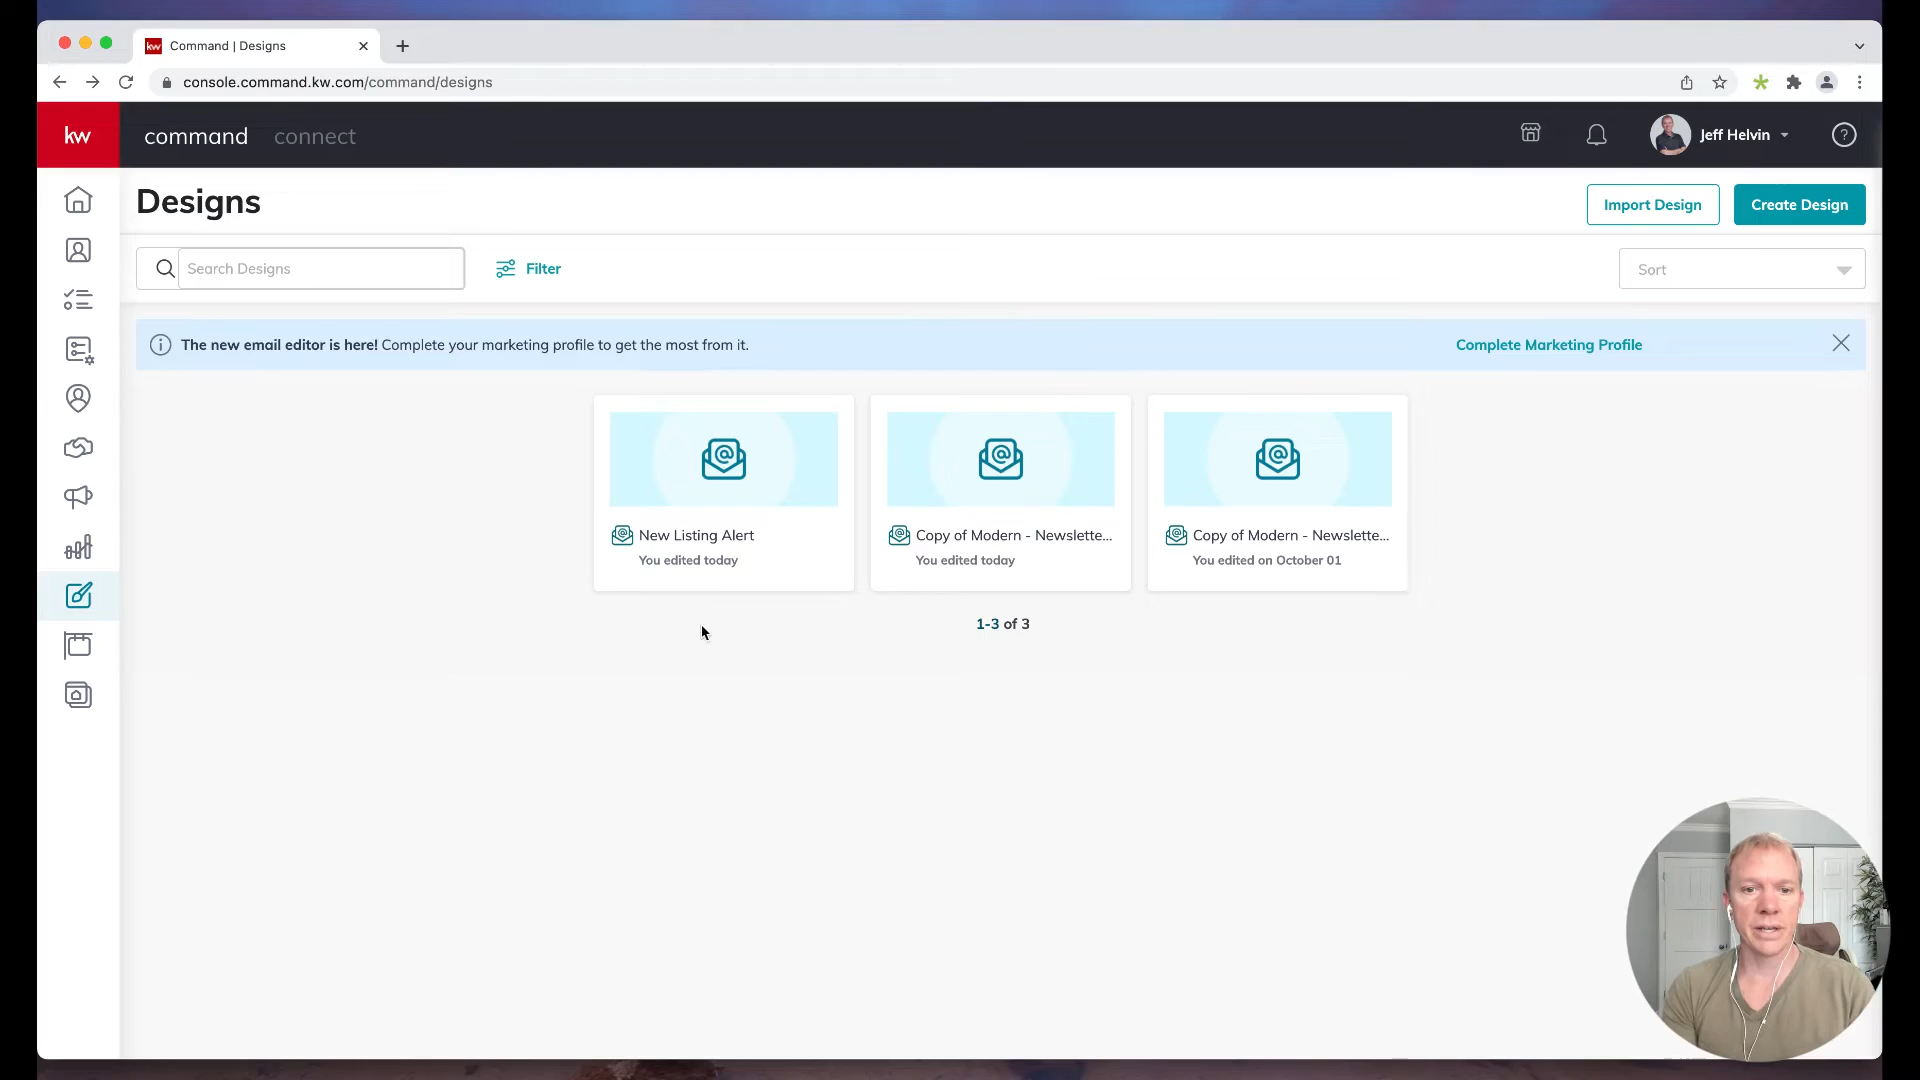 Command | Designs
console.command.kw.com/command/designs
kw
command
connect
Jeff Helvin
Designs
Import Design
Create Design
Search Designs
Filter
Sort
The new email editor is here! Complete your marketing profile to get the most from it.
Complete Marketing Profile
New Listing Alert
You edited today
Copy of Modern - Newslette...
You edited today
Copy of Modern - Newslette...
You edited on October 01
1-3 of 3